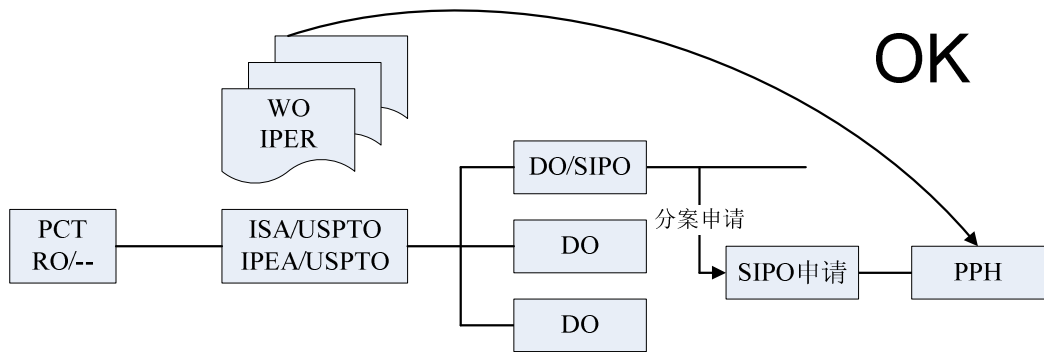 OK
WO
IPER
DO/SIPO
分案申请
PCT
RO/--
ISA/USPTO
IPEA/USPTO
DO
SIPO申请
PPH
DO